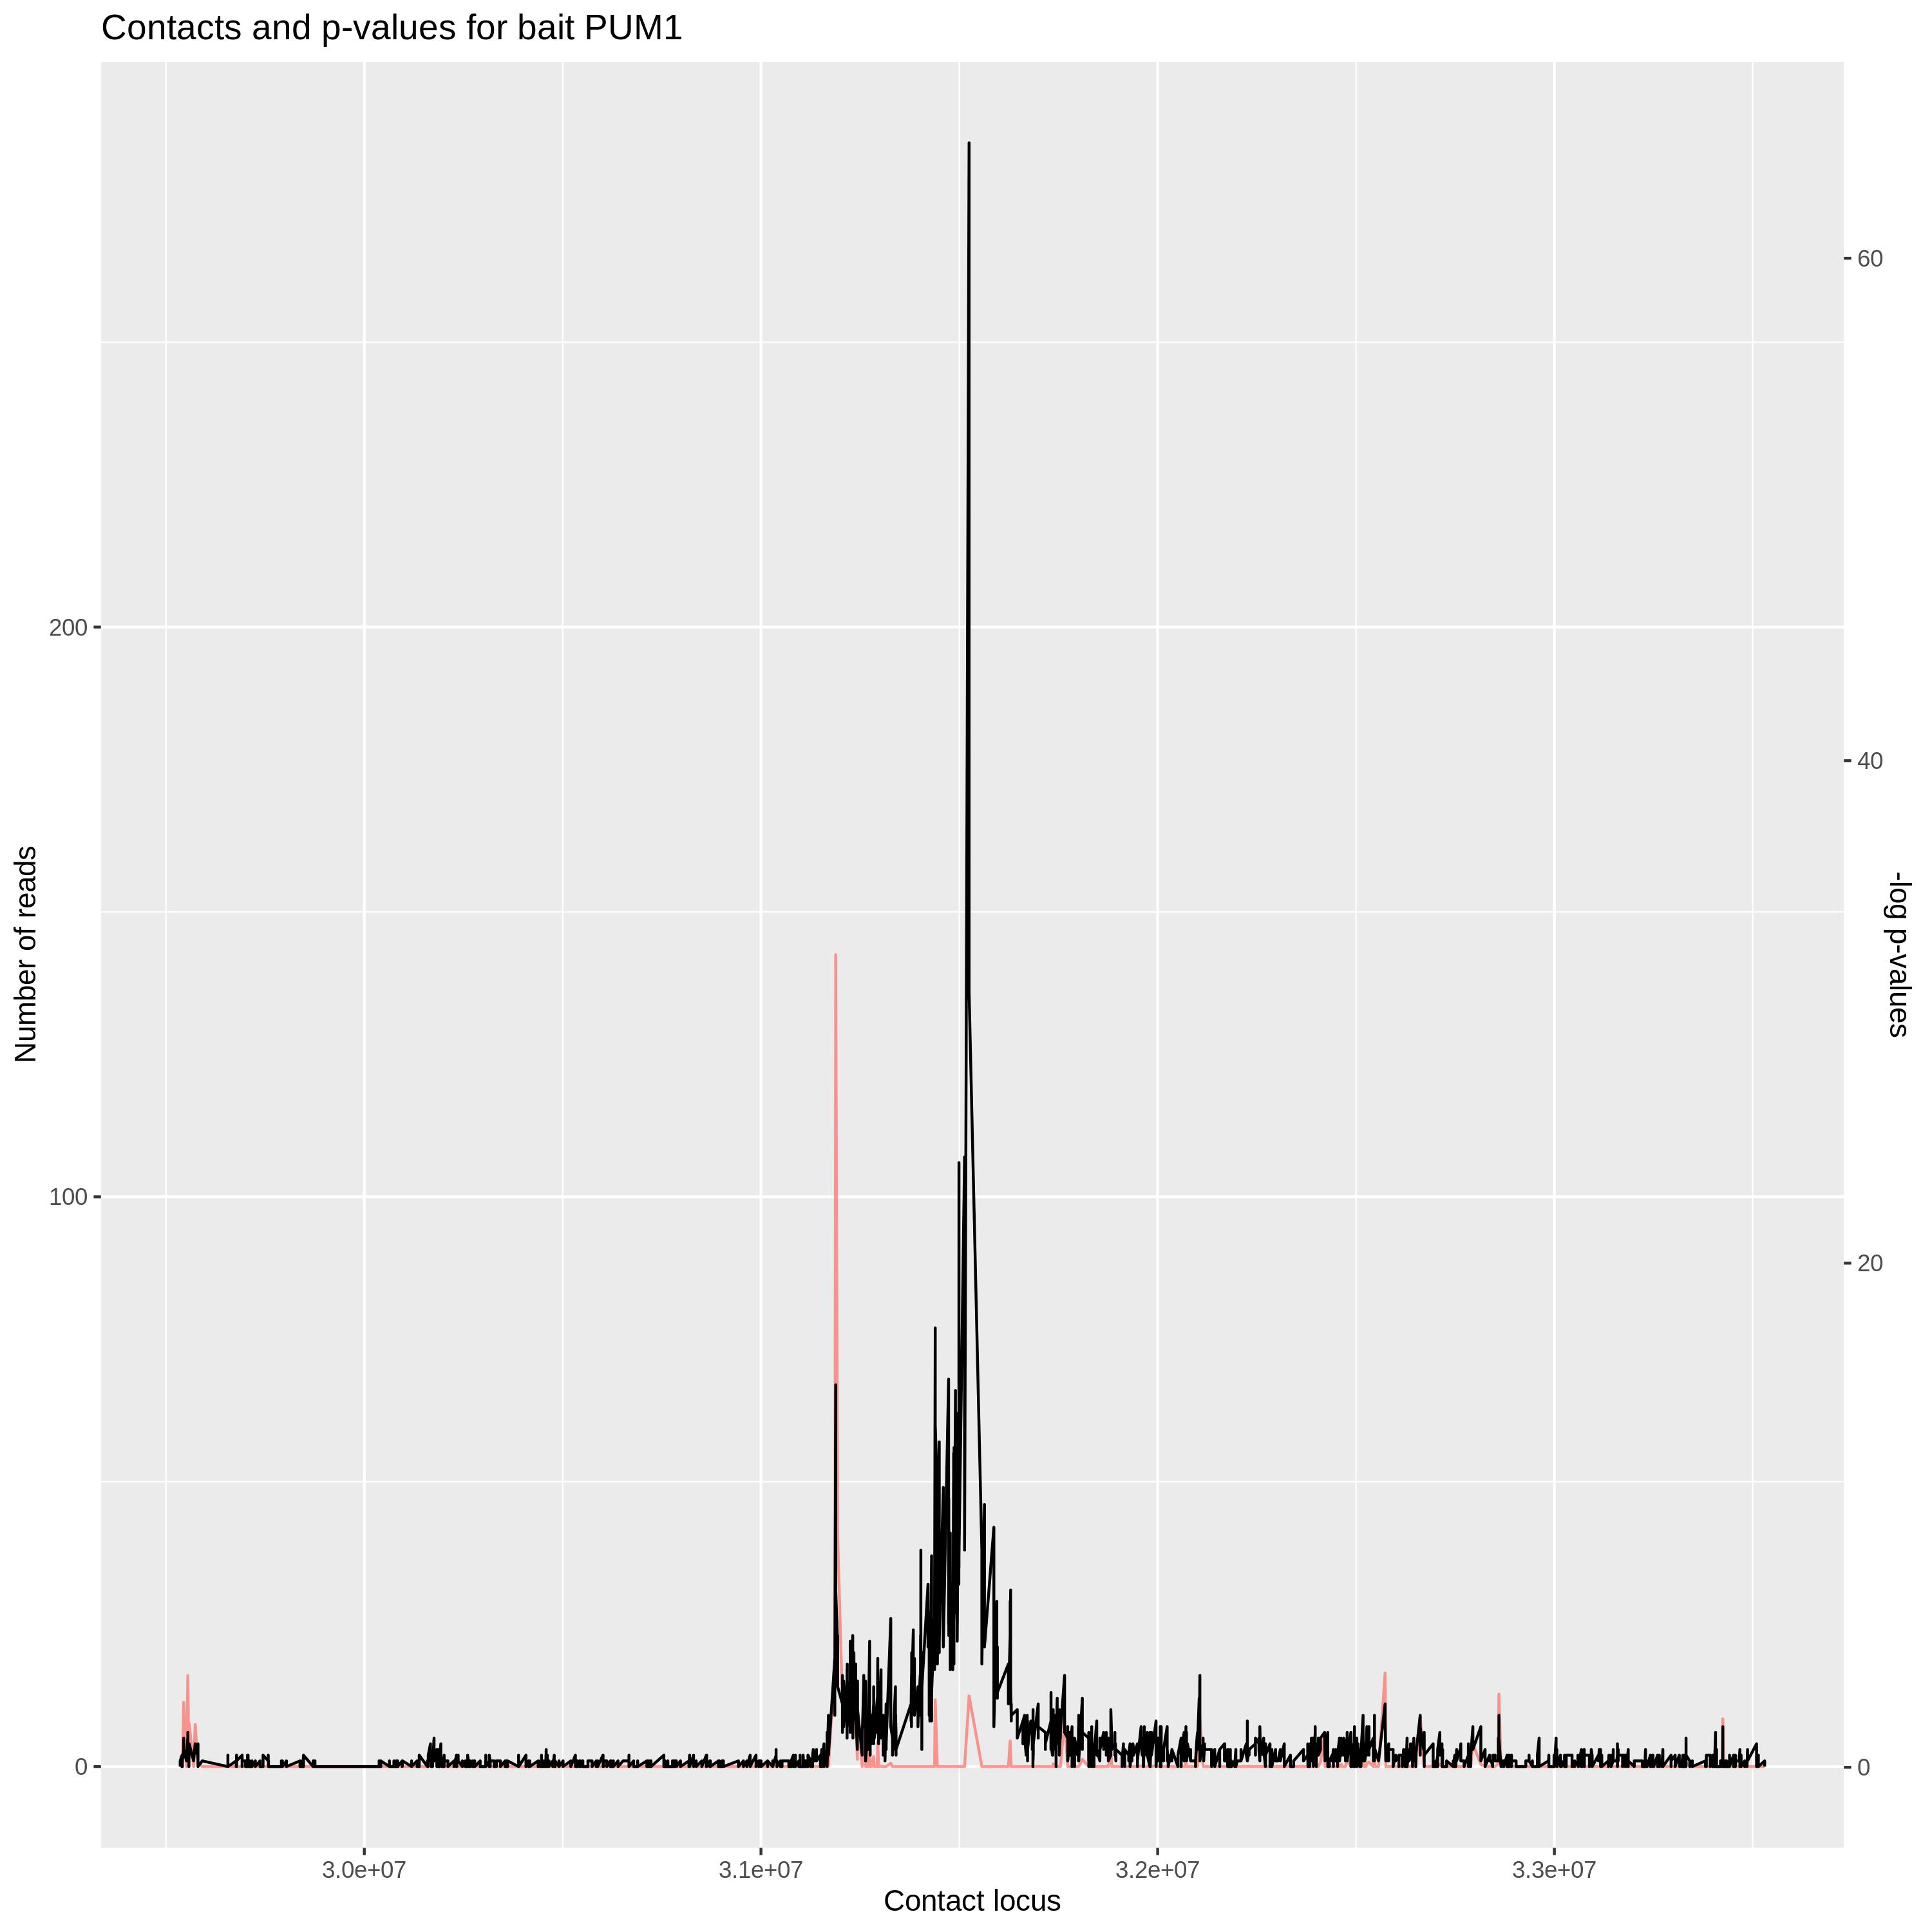 Contacts and p-values for bait PUM1
Number of reads
200
100
0
60
40
20
0
-log p-values
3.0e+07
3.1e+07
3.2e+07
3.3e+07
Contact locus